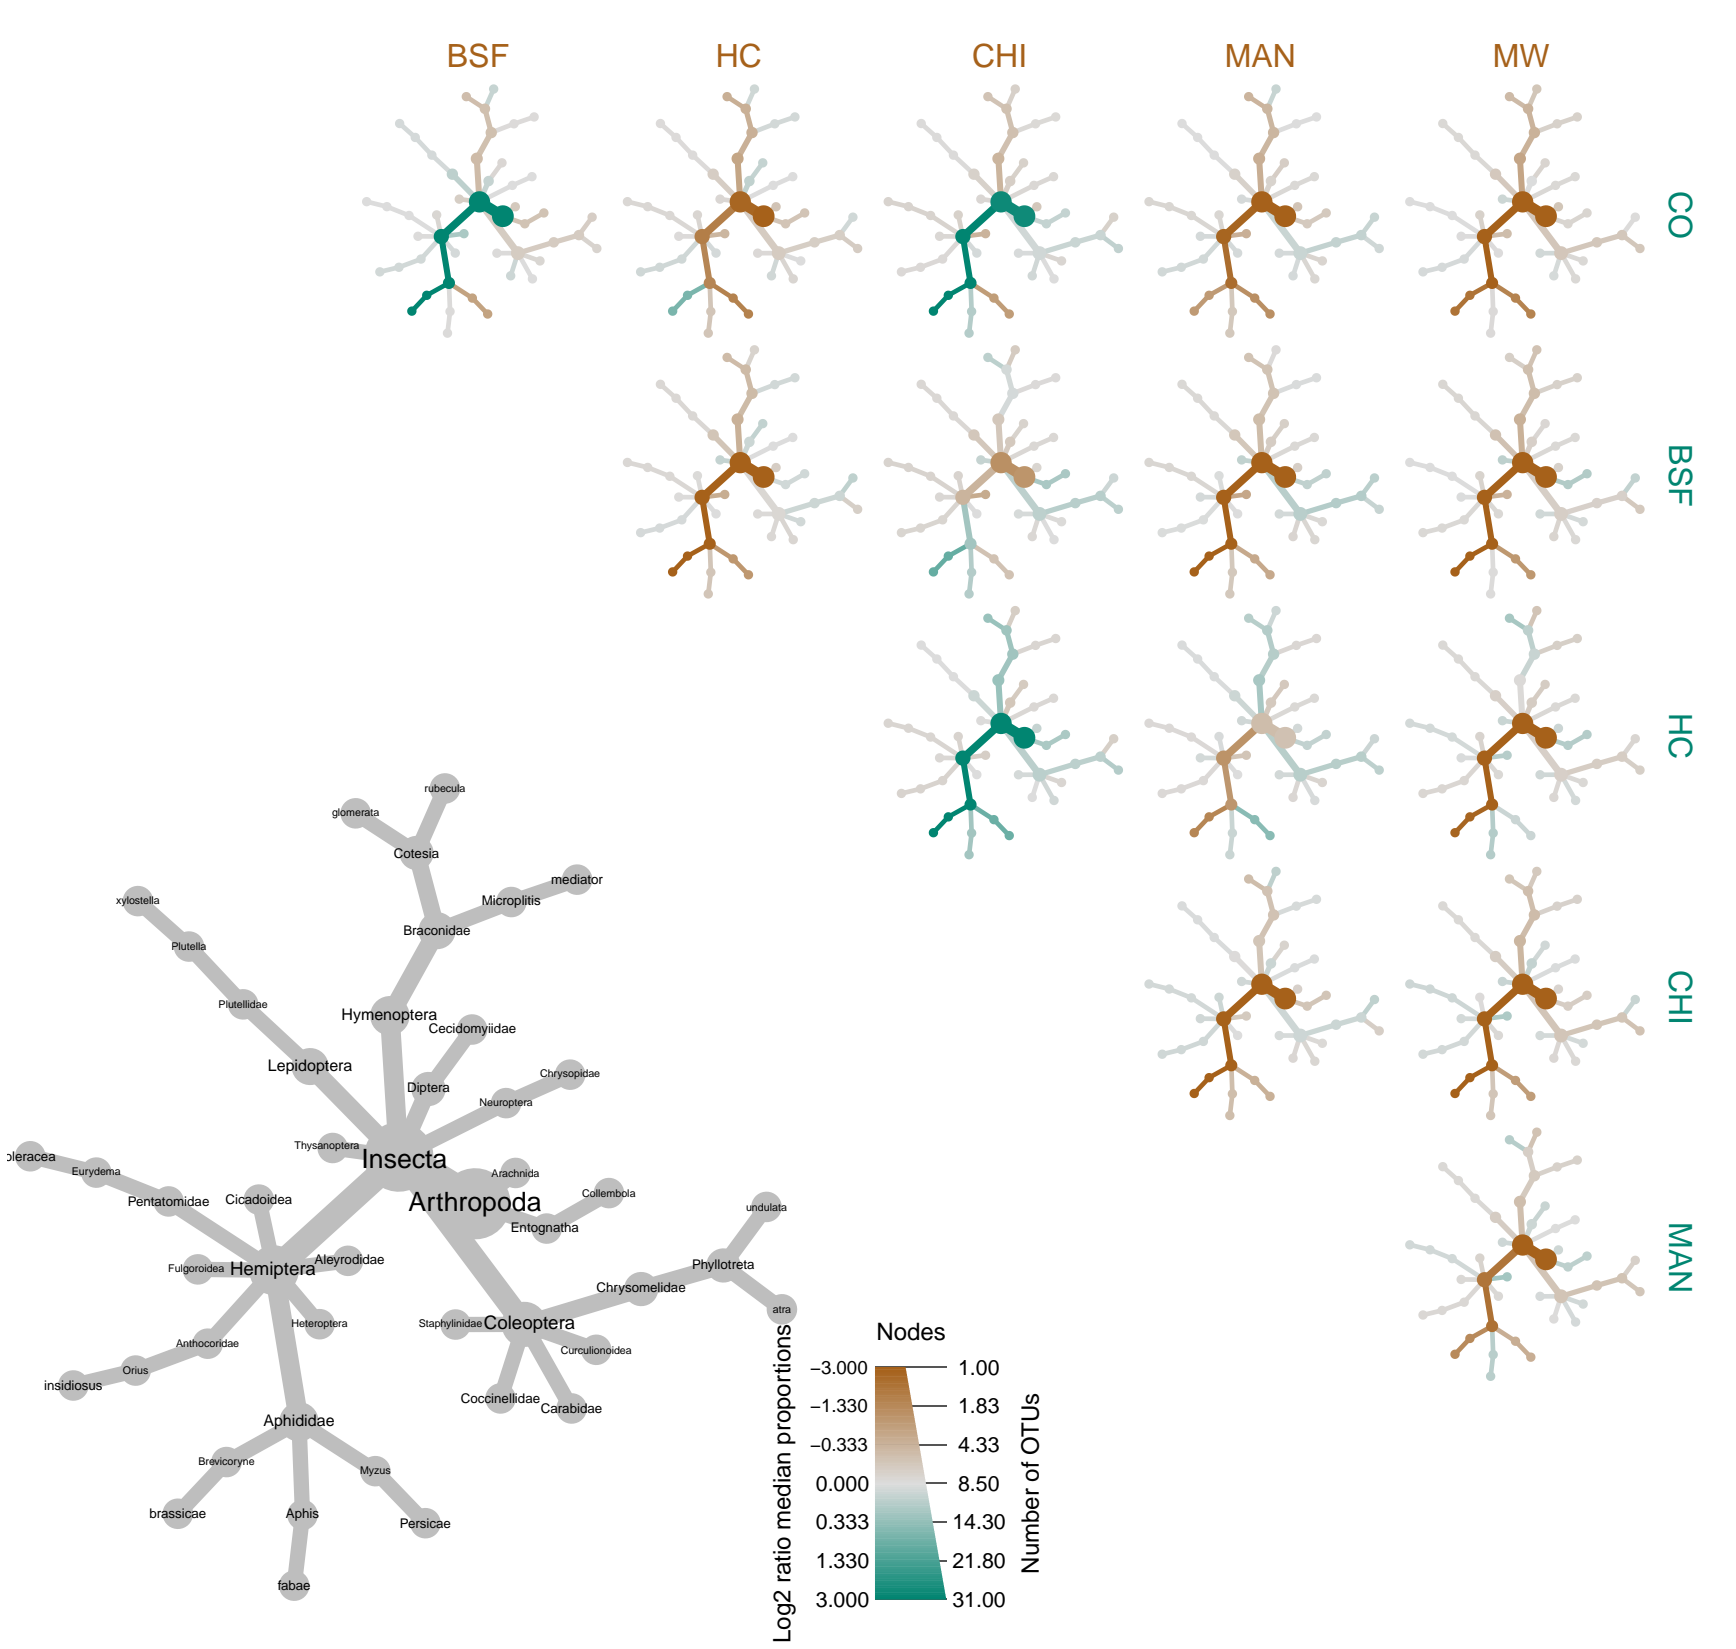 BSF HC CHI MAN MW
CO
BSF
HC
CHI
MAN
rubecula
glomerata
Cotesia
mediator
Microplitis
xylostella
Braconidae
Plutella
Plutellidae
Hymenoptera
Cecidomyiidae
Lepidoptera
Chrysopidae
Diptera
Neuroptera
Thysanoptera
Insecta
oleracea
Eurydema
Arachnida
Pentatomidae
Cicadoidea
Arthropoda
Collembola
undulata
Entognatha
Fulgoroidea
Hemiptera
Aleyrodidae
Phyllotreta
Chrysomelidae
atra
Heteroptera
Staphylinidae
Coleoptera
Anthocoridae
Curculionoidea
Orius
insidiosus
Coccinellidae
Carabidae
Aphididae
Brevicoryne
Myzus
brassicae
Aphis
Persicae
fabae
Nodes
Log2 ratio median proportions
Number of OTUs
−3.000 1.00
−1.330 1.83
−0.333 4.33
0.000 8.50
0.333 14.30
1.330 21.80
3.000 31.00